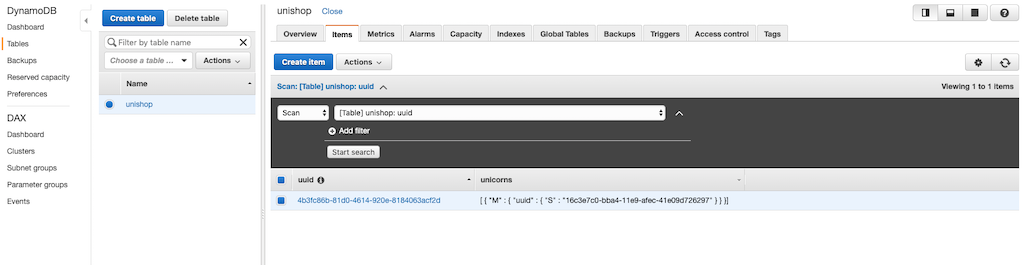 DynamoDB
Dashboard
Tables
Backups
Reserved capacity
Preferences
DAX
Dashboard
Clusters
Subnet groups
Parameter groups
Events
Create table
Delete table
Filter by table name
Choose a table ...
Actions
Name
unishop
unishop Close
Overview Items Metrics Alarms Capacity Indexes Global Tables Backups Triggers Access control Tags
Create item Actions
Scan: [Table] unishop: uuid
Viewing 1 to 1 items
Scan [Table] unishop: uuid
Add filter
Start search
uuid unicorns
4b3fc86b-81d0-4614-920e-8184063acf2d [ { "M" : { "uuid" : { "S" : "16c3e7c0-bba4-11e9-afec-41e09d726297" } } }]